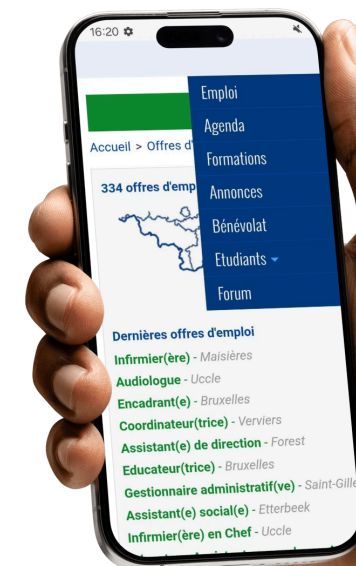 16:20
Emploi
Agenda
Accueil > Offres d'
Formations
334 offres d'emp
Annonces
Bénévolat
Etudiants
Forum
Dernières offres d'emploi
Infirmier(ère) - Maisières
Audiologue - Uccle
Encadrant(e) - Bruxelles
Coordinateur(trice) - Verviers
Assistant(e) de direction - Forest
Educateur(trice) - Bruxelles
Gestionnaire administratif(ve) - Saint-Gille
Assistant(e) social(e) - Etterbeek
Infirmier(ère) en Chef - Uccle